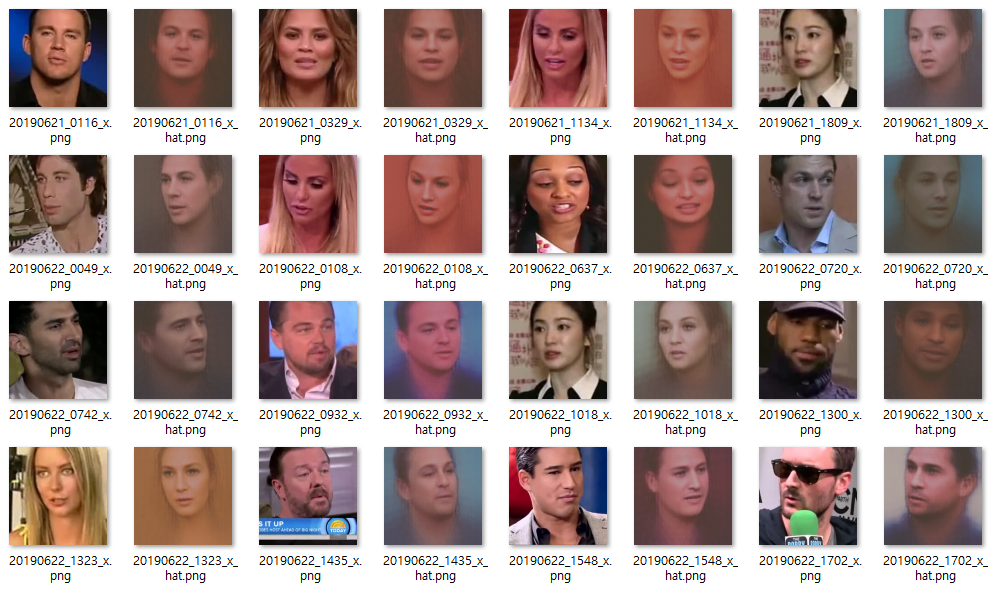 20190621_0116_x.
png
20190621_0116_x_
hat.png
20190621_0329_x.
png
20190621_0329_x_
hat.png
20190621_1134_x.
png
20190621_1134_x_
hat.png
20190621_1809_x.
png
20190621_1809_x_
hat.png
20190622_0049_x.
png
20190622_0049_x_
hat.png
20190622_0108_x.
png
20190622_0108_x_
hat.png
20190622_0637_x.
png
20190622_0637_x_
hat.png
20190622_0720_x.
png
20190622_0720_x_
hat.png
20190622_0742_x.
png
20190622_0742_x_
hat.png
20190622_0932_x.
png
20190622_0932_x_
hat.png
20190622_1018_x.
png
20190622_1018_x_
hat.png
20190622_1300_x.
png
20190622_1300_x_
hat.png
S IT UP
TODAY
20190622_1323_x.
png
20190622_1323_x_
hat.png
20190622_1435_x.
png
20190622_1435_x_
hat.png
20190622_1548_x.
png
20190622_1548_x_
hat.png
20190622_1702_x.
png
20190622_1702_x_
hat.png